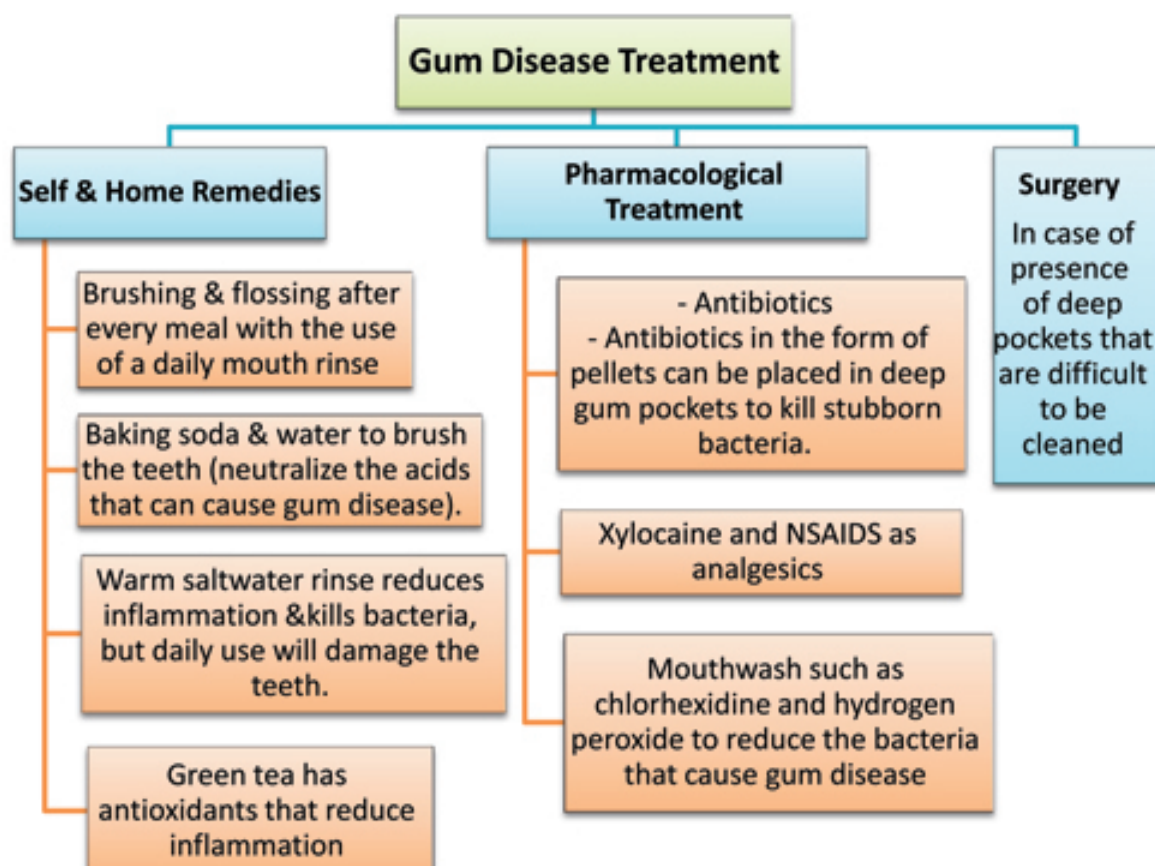 Gum Disease Treatment
Self & Home Remedies
Brushing & flossing after
every meal with the use
of a daily mouth rinse
Baking soda & water to brush
the teeth (neutralize the acids
that can cause gum disease).
Warm saltwater rinse reduces
inflammation &kills bacteria,
but daily use will damage the
teeth.
Green tea has
antioxidants that reduce
inflammation
Pharmacological
Treatment
- Antibiotics
- Antibiotics in the form of
pellets can be placed in deep
gum pockets to kill stubborn
bacteria.
Xylocaine and NSAIDS as
analgesics
Mouthwash such as
chlorhexidine and hydrogen
peroxide to reduce the bacteria
that cause gum disease
Surgery
In case of
presence
of deep
pockets that
are difficult
to be
cleaned